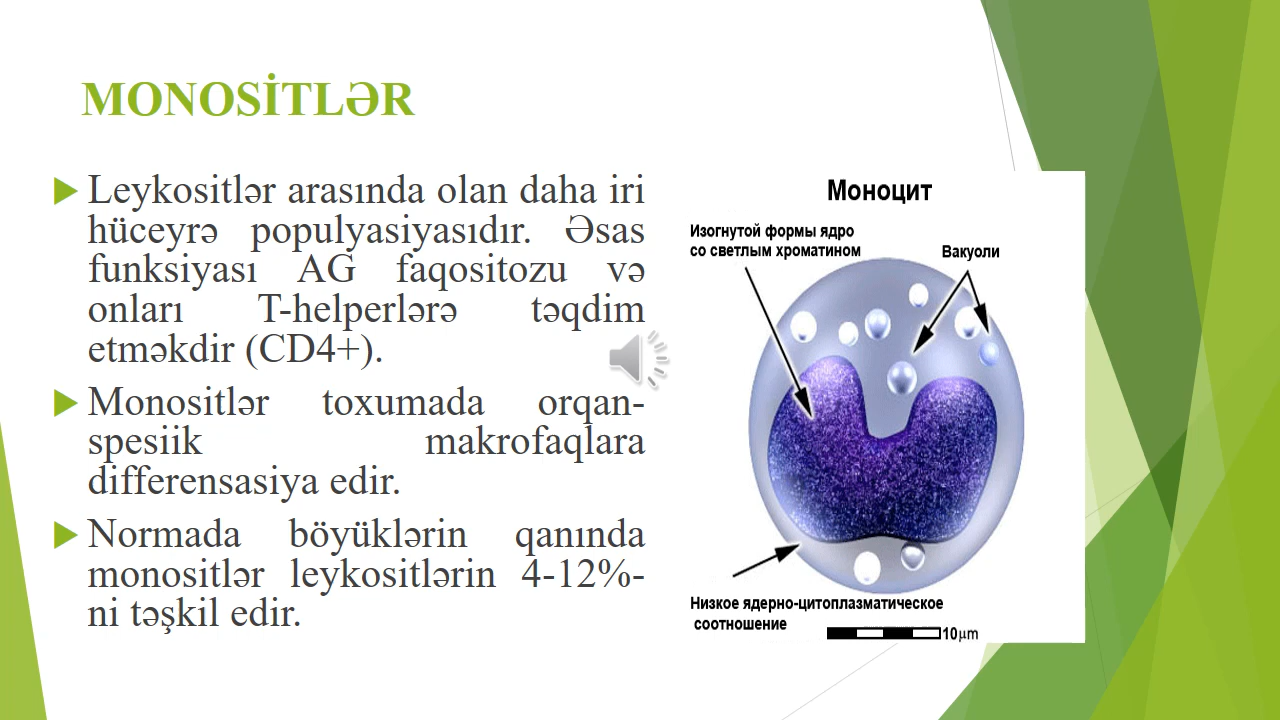 MONOSİTLƏR
Leykositlər arasında olan daha iri
hüceyrə populyasiyasıdır. Əsas
funksiyası AG faqositozu və
onları T-helperlərə təqdim
etməkdir (CD4+).
Monositlər toxumada orqan-
spesiik makrofaqlara
differensasiya edir.
Normada böyüklərin qanında
monositlər leykositlərin 4-12%-
ni təşkil edir.
Моноцит
Изогнутой формы ядро
со светлым хроматином
Вакуоли
Низкое ядерно-цитоплазматическое
соотношение
10µm